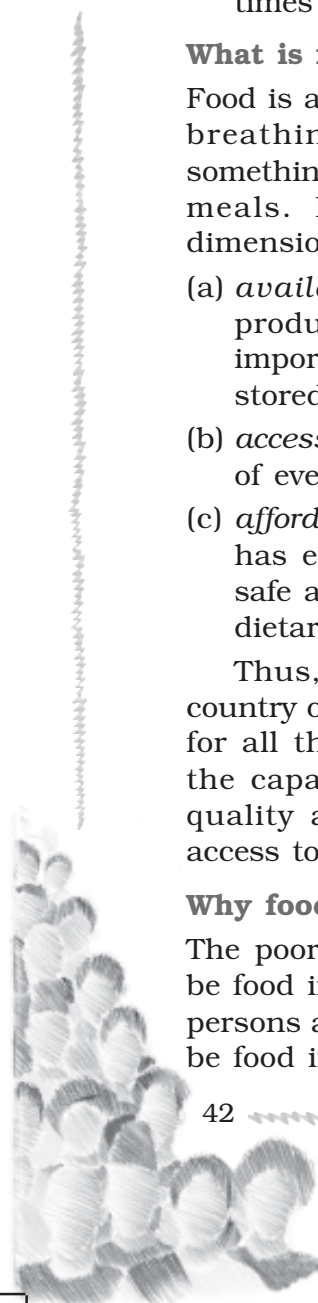 times
What is
Food is a
breathin
somethin
meals.
dimensio
(a) avail
produ
impor
stored
(b) access
of eve
(c) afford
has e
safe a
dietar
Thus,
country o
for all th
the capa
quality a
access to
Why food
The poor
be food i
persons a
be food i
42